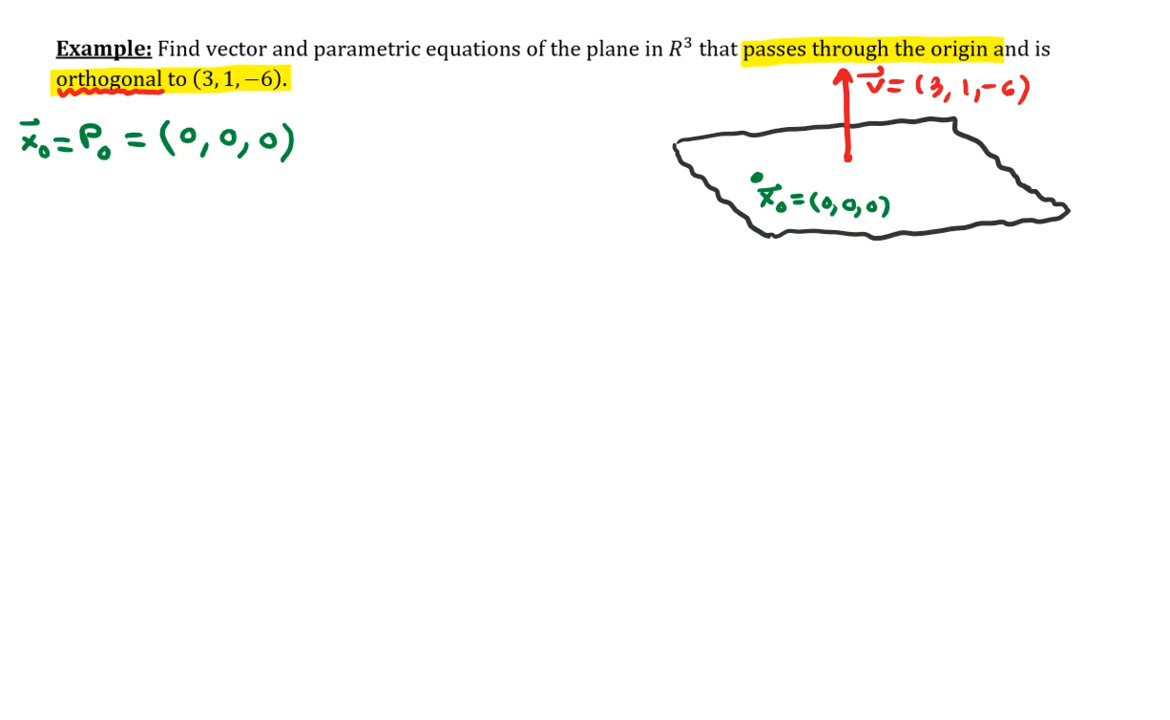 Example: Find vector and parametric equations of the plane in R³ that passes through the origin and is
orthogonal to (3, 1, −6).
v⃗ = (3, 1, -6)
x⃗₀ = P₀ = (0, 0, 0)
x⃗₀ = (0, 0, 0)